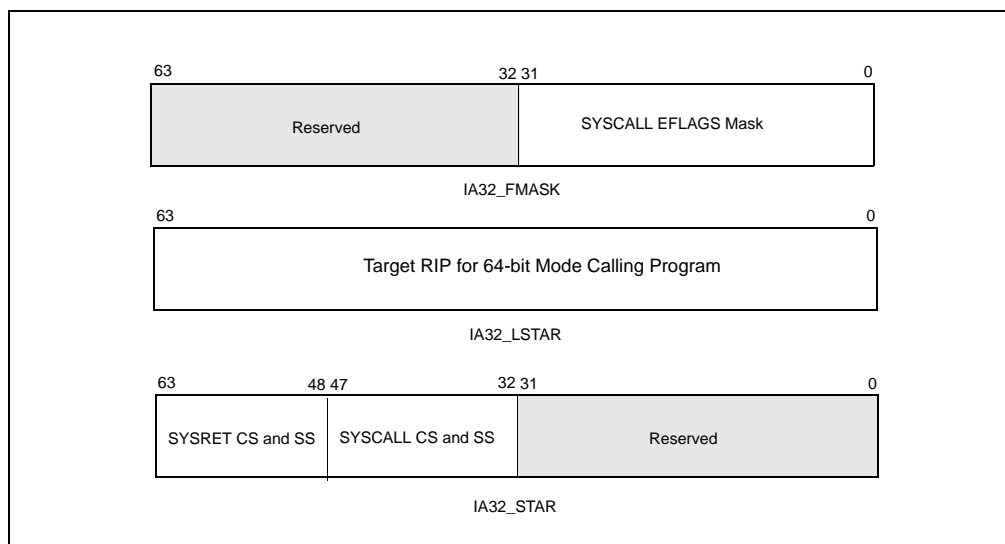 63 32 31 0
Reserved SYSCALL EFLAGS Mask
IA32_FMASK
63 0
Target RIP for 64-bit Mode Calling Program
IA32_LSTAR
63 48 47 32 31 0
SYSRET CS and SS SYSCALL CS and SS Reserved
IA32_STAR